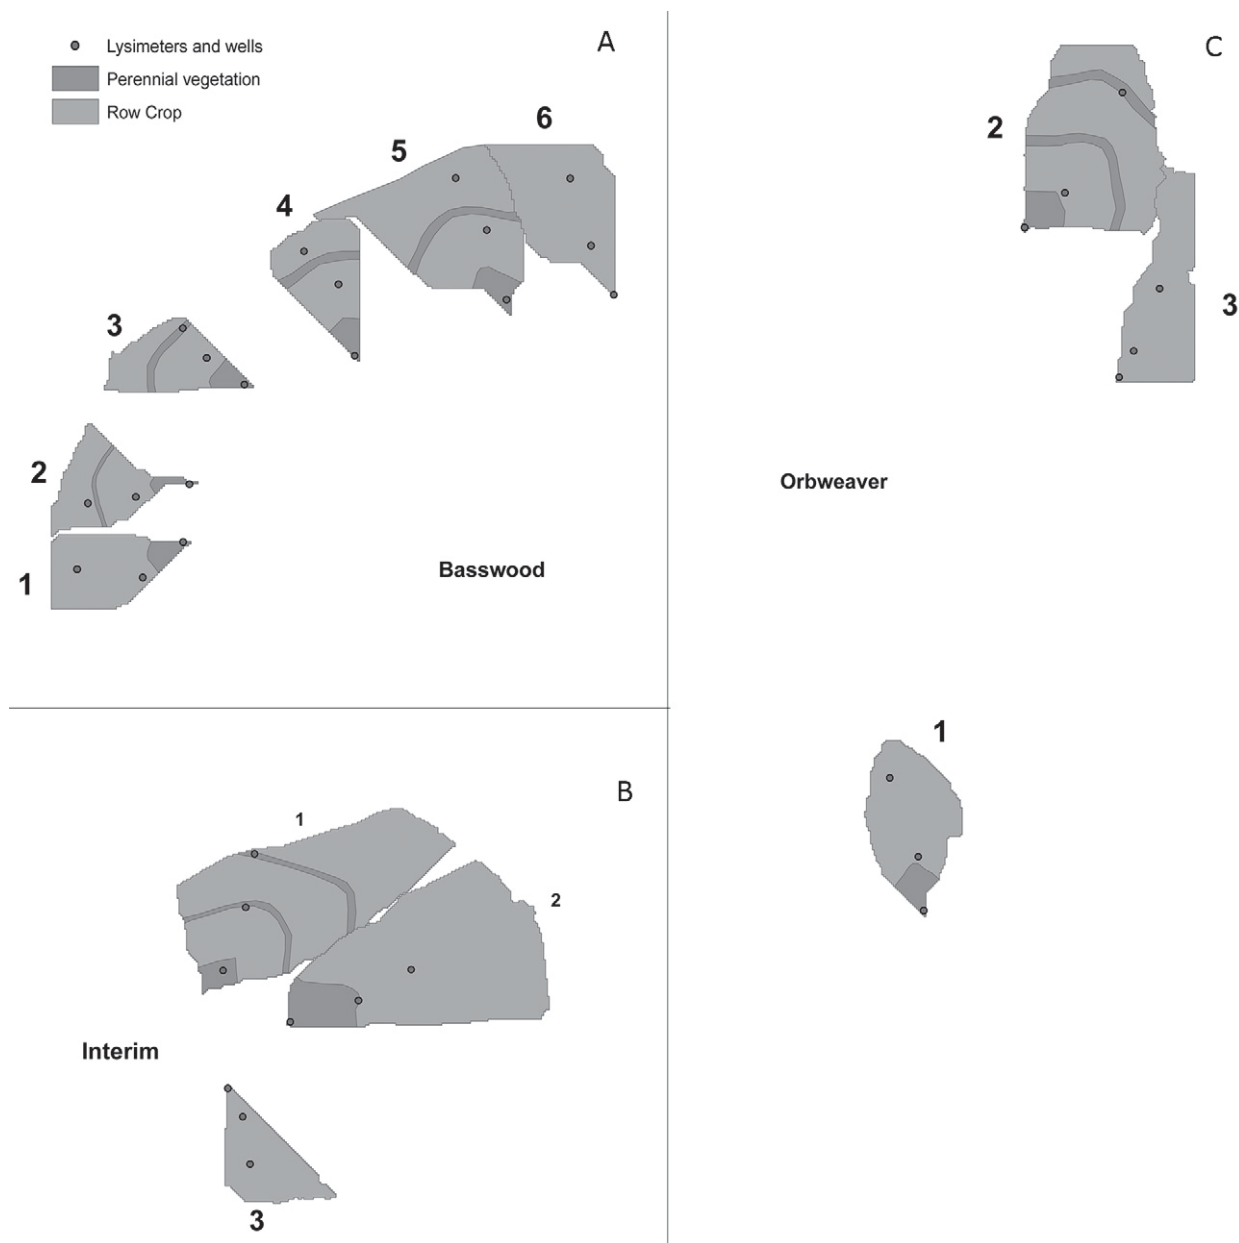 Lysimeters and wells
Perennial vegetation
Row Crop
A
6
5
4
3
2
1
Basswood
C
2
3
Orbweaver
1
B
1
2
Interim
3